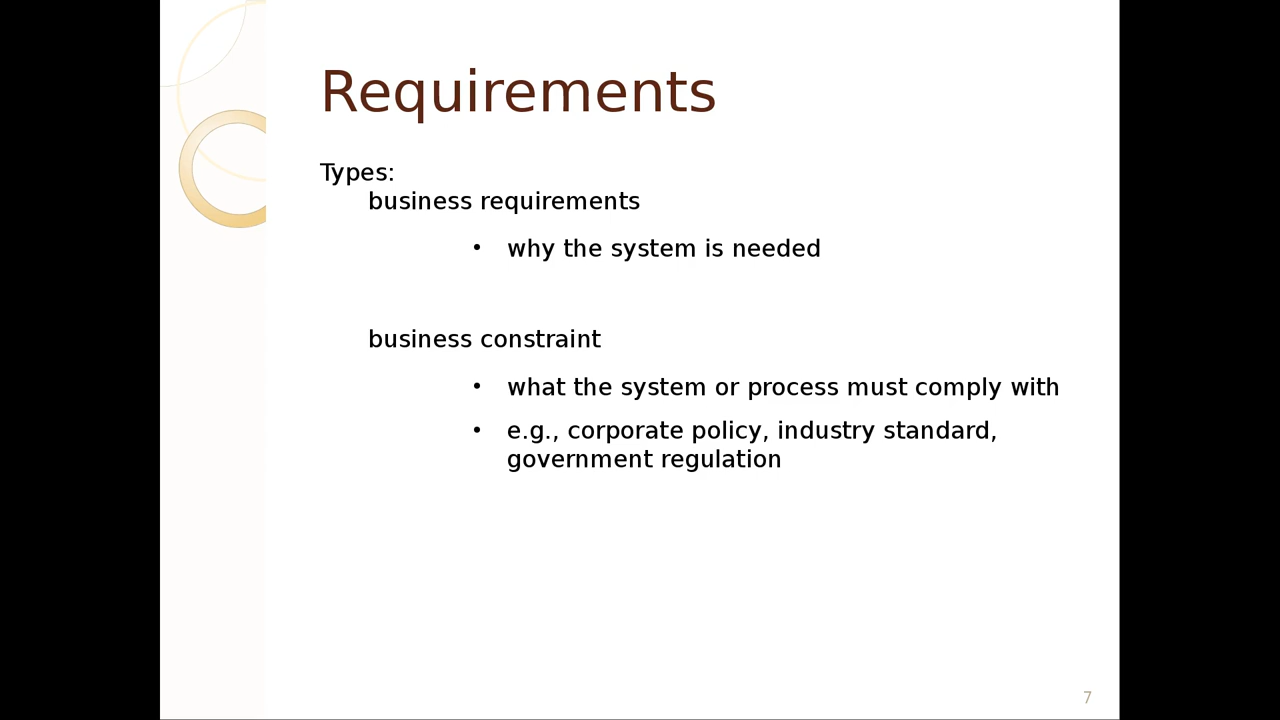 Requirements
Types:
business requirements
• why the system is needed
business constraint
• what the system or process must comply with
• e.g., corporate policy, industry standard,
government regulation
7